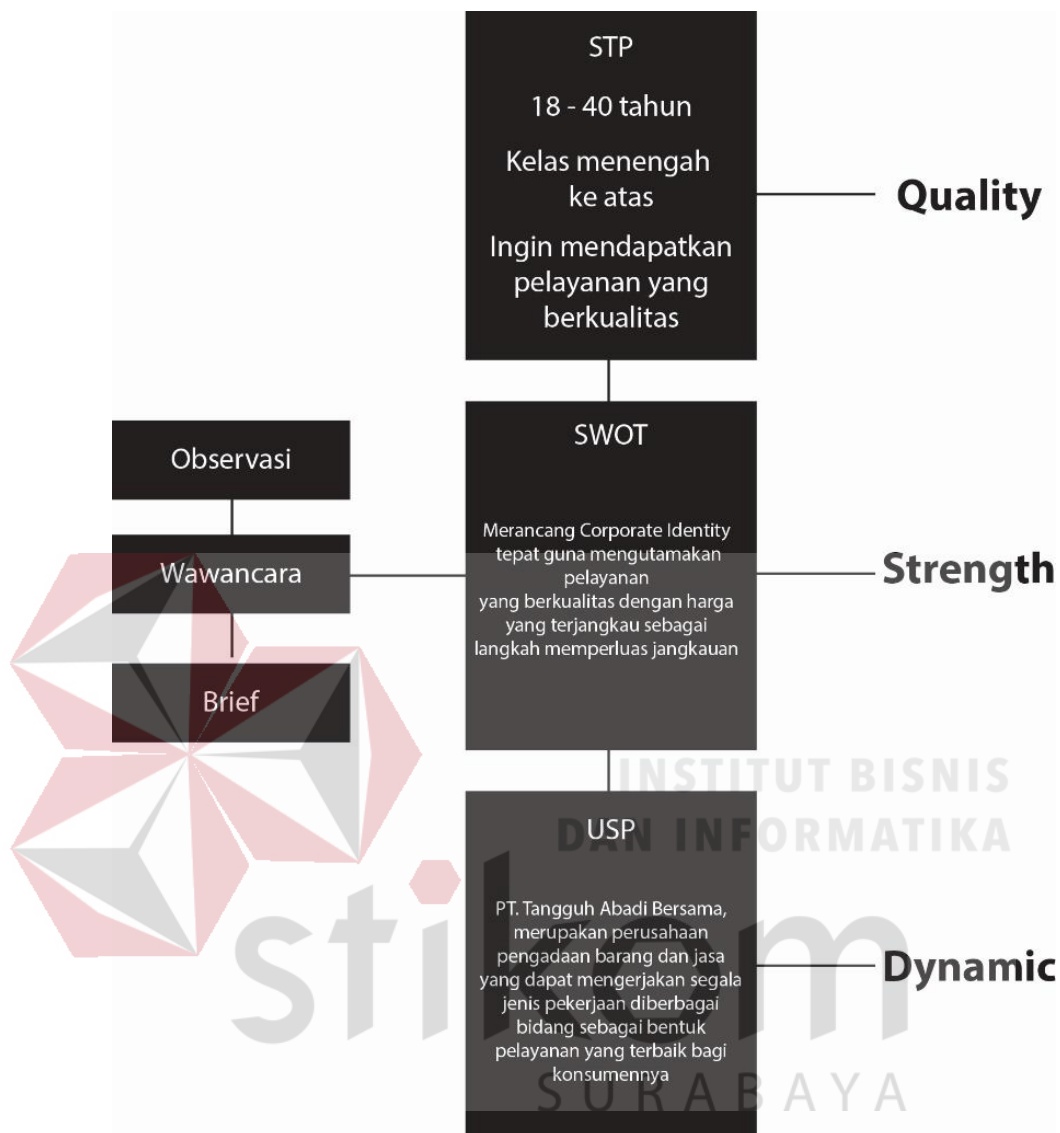 STP
18 - 40 tahun
Kelas menengah
ke atas
Ingin mendapatkan
pelayanan yang
berkualitas
Quality
Observasi
Wawancara
Brief
SWOT
Merancang Corporate Identity
tepat guna mengutamakan
pelayanan
yang berkualitas dengan harga
yang terjangkau sebagai
langkah memperluas jangkauan
Strength
USP
PT. Tangguh Abadi Bersama,
merupakan perusahaan
pengadaan barang dan jasa
yang dapat mengerjakan segala
jenis pekerjaan diberbagai
bidang sebagai bentuk
pelayanan yang terbaik bagi
konsumennya
Dynamic
INSTITUT BISNIS
DAN INFORMATIKA
stikom
SURABAYA